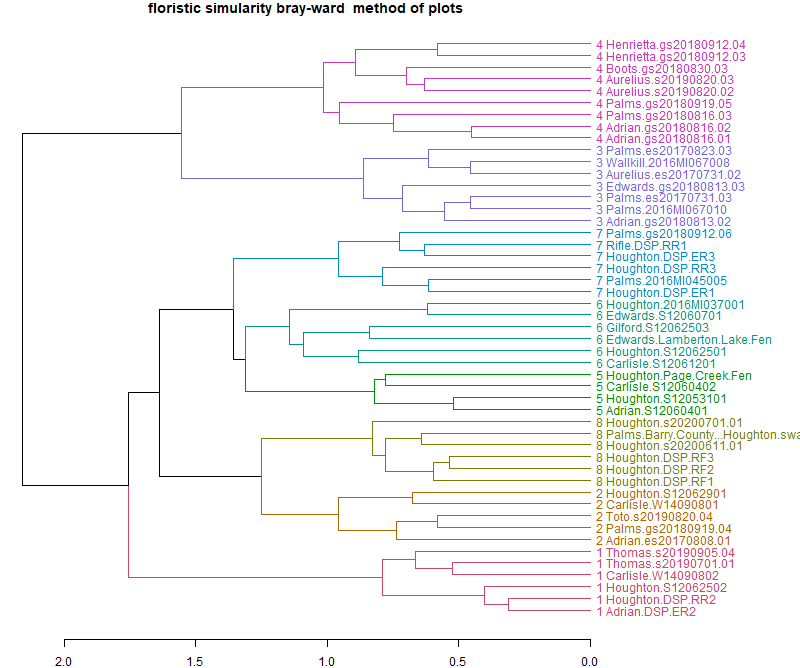 floristic simularity bray-ward method of plots
4 Henrietta.gs20180912.04
4 Henrietta.gs20180912.03
4 Boots.gs20180830.03
4 Aurelius.s20190820.03
4 Aurelius.s20190820.02
4 Palms.gs20180919.05
4 Palms.gs20180816.03
4 Adrian.gs20180816.02
4 Adrian.gs20180816.01
3 Palms.es20170823.03
3 Wallkill.2016MI067008
3 Aurelius.es20170731.02
3 Edwards.gs20180813.03
3 Palms.es20170731.03
3 Palms.2016MI067010
3 Adrian.gs20180813.02
7 Palms.gs20180912.06
7 Rifle.DSP.RR1
7 Houghton.DSP.ER3
7 Houghton.DSP.RR3
7 Palms.2016MI045005
7 Houghton.DSP.ER1
6 Houghton.2016MI037001
6 Edwards.S12060701
6 Gilford.S12062503
6 Edwards.Lamberton.Lake.Fen
6 Houghton.S12062501
6 Carlisle.S12061201
5 Houghton.Page.Creek.Fen
5 Carlisle.S12060402
5 Houghton.S12053101
5 Adrian.S12060401
8 Houghton.s20200701.01
8 Palms.Barry.County...Houghton.swa
8 Houghton.s20200611.01
8 Houghton.DSP.RF3
8 Houghton.DSP.RF2
8 Houghton.DSP.RF1
2 Houghton.S12062901
2 Carlisle.W14090801
2 Toto.s20190820.04
2 Palms.gs20180919.04
2 Adrian.es20170808.01
1 Thomas.s20190905.04
1 Thomas.s20190701.01
1 Carlisle.W14090802
1 Houghton.S12062502
1 Houghton.DSP.RR2
1 Adrian.DSP.ER2
2.0 1.5 1.0 0.5 0.0